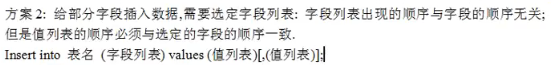 方案 2: 给部分字段插入数据,需要选定字段列表: 字段列表出现的顺序与字段的顺序无关;
但是值列表的顺序必须与选定的字段的顺序一致.
Insert into 表名 (字段列表) values (值列表)[,(值列表)];